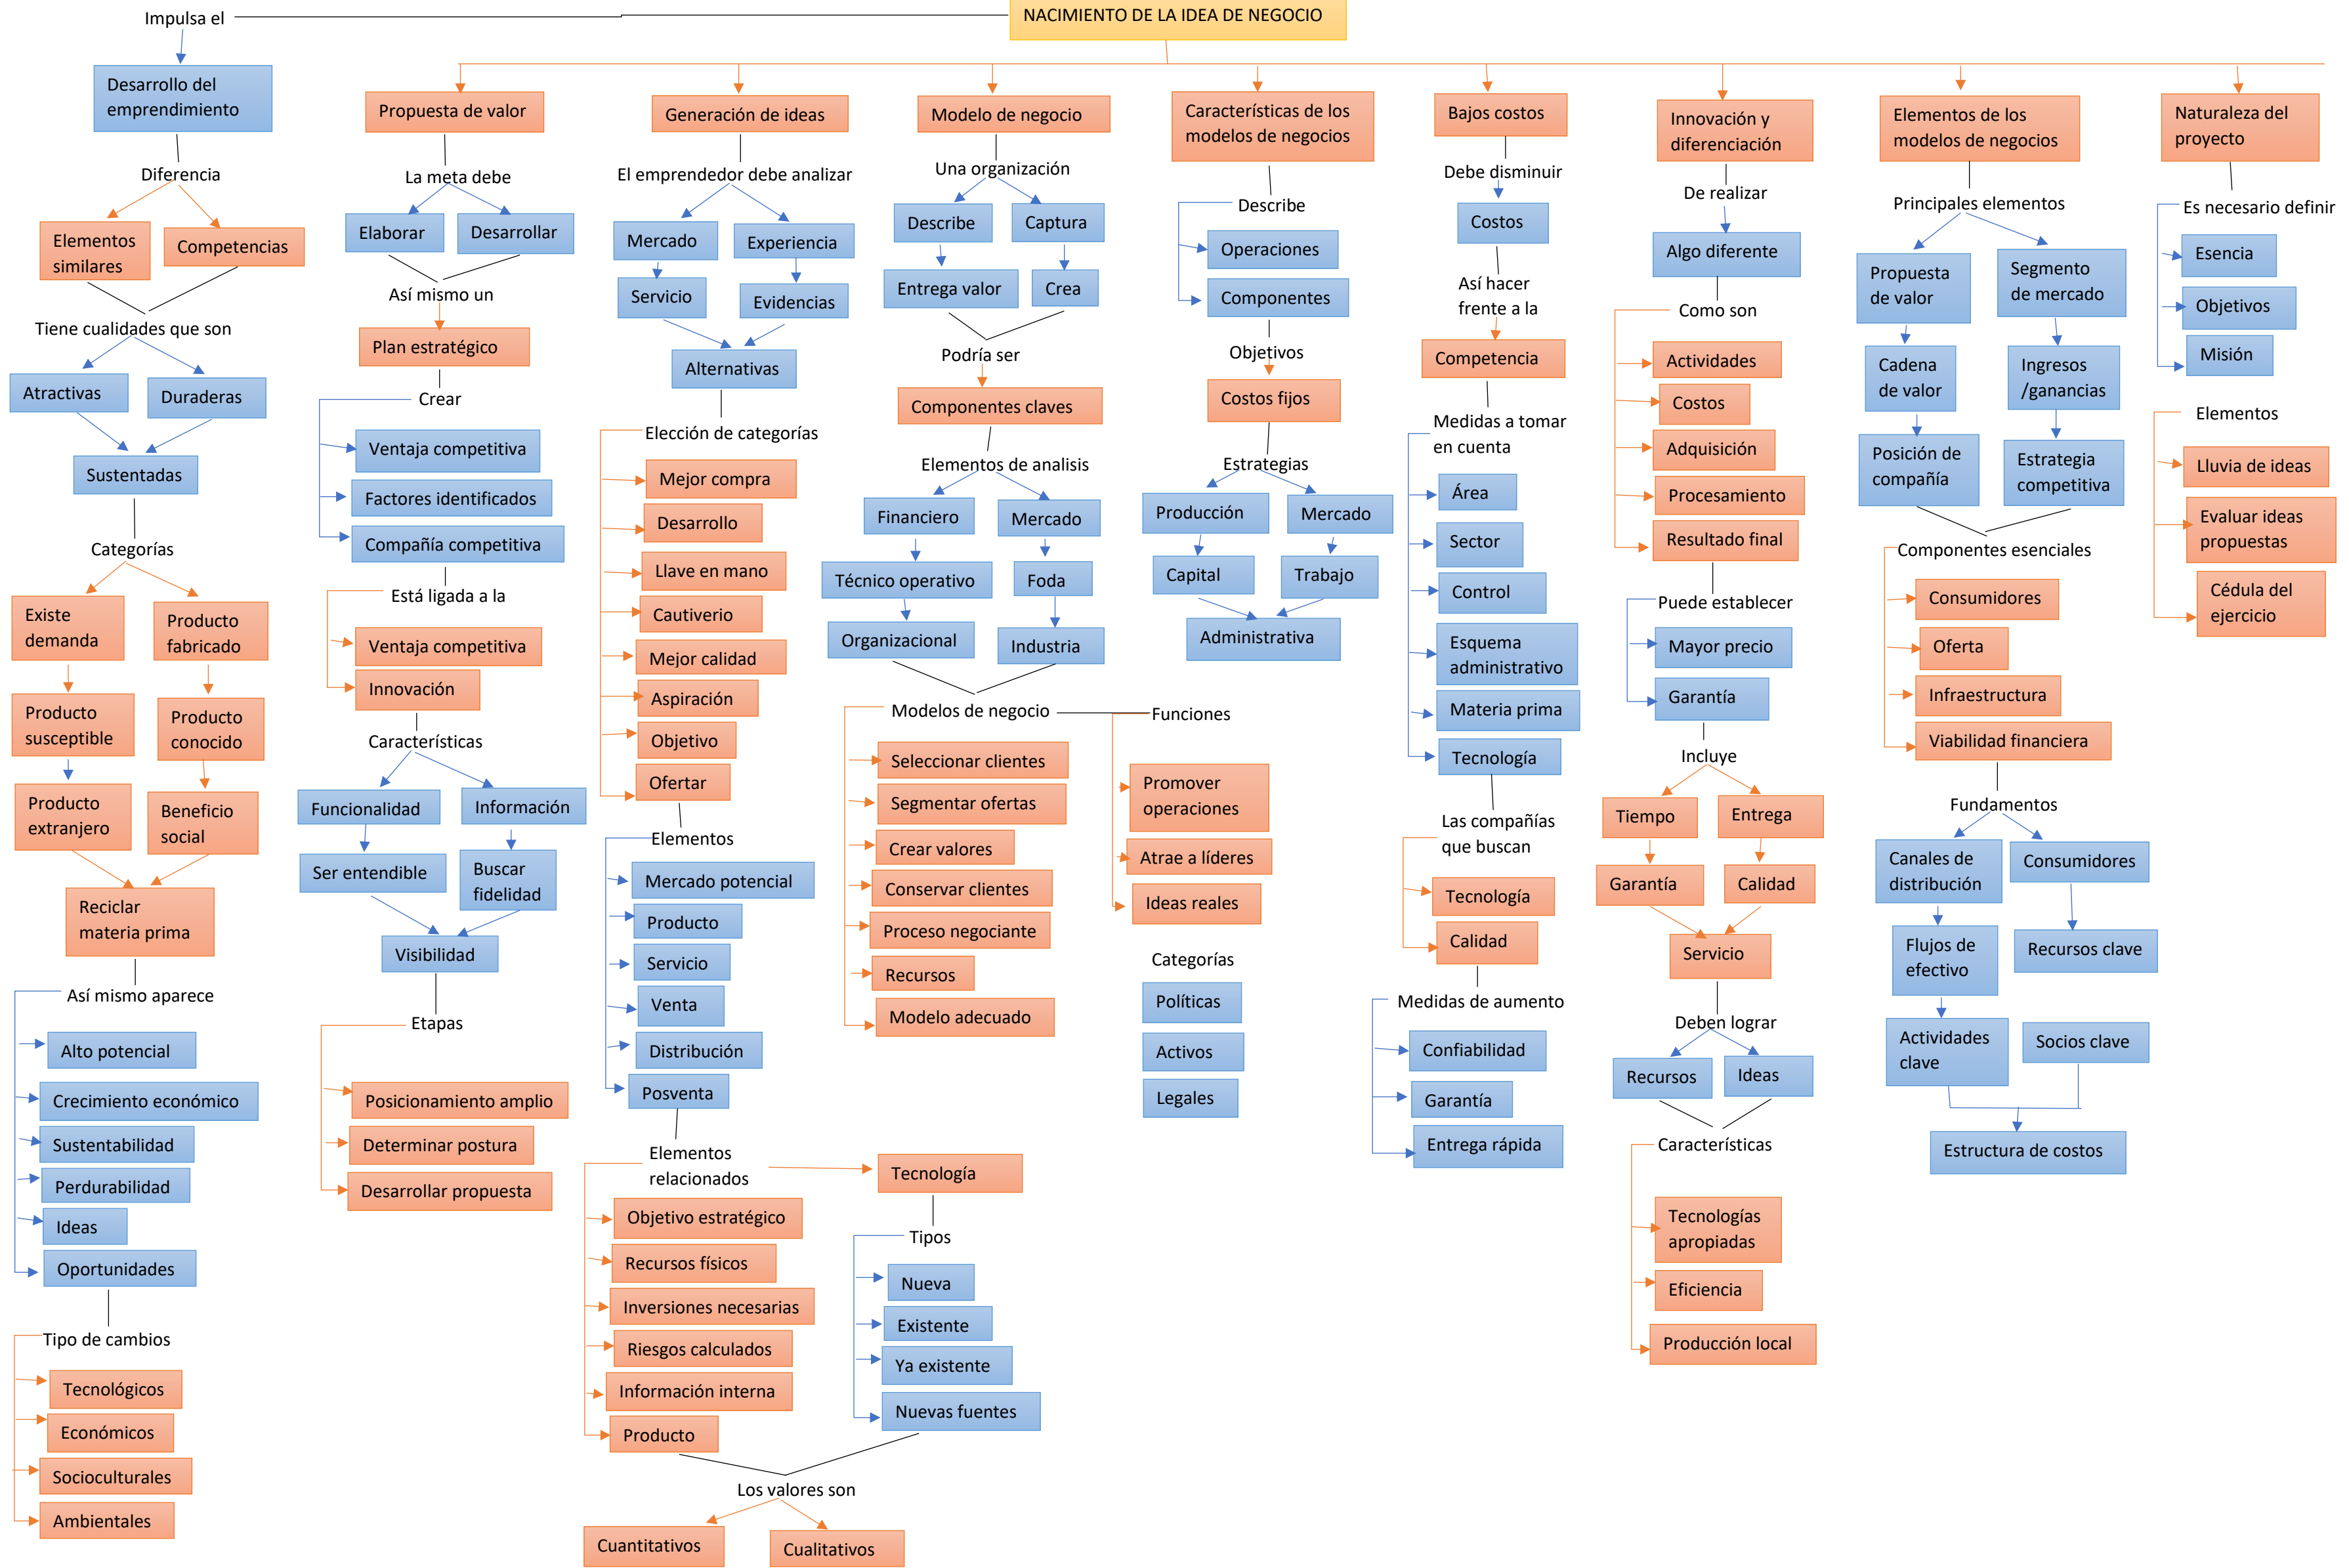 NACIMIENTO DE LA IDEA DE NEGOCIO
Impulsa el
Desarrollo del
emprendimiento
Diferencia
Elementos
similares
Competencias
Tiene cualidades que son
Atractivas
Duraderas
Sustentadas
Categorías
Existe
demanda
Producto
fabricado
Producto
susceptible
Producto
conocido
Producto
extranjero
Beneficio
social
Reciclar
materia prima
Así mismo aparece
Alto potencial
Crecimiento económico
Sustentabilidad
Perdurabilidad
Ideas
Oportunidades
Tipo de cambios
Tecnológicos
Económicos
Socioculturales
Ambientales
Propuesta de valor
La meta debe
Elaborar
Desarrollar
Así mismo un
Plan estratégico
Crear
Ventaja competitiva
Factores identificados
Compañía competitiva
Está ligada a la
Ventaja competitiva
Innovación
Características
Funcionalidad
Información
Ser entendible
Buscar
fidelidad
Visibilidad
Etapas
Posicionamiento amplio
Determinar postura
Desarrollar propuesta
Generación de ideas
El emprendedor debe analizar
Mercado
Experiencia
Servicio
Evidencias
Alternativas
Elección de categorías
Mejor compra
Desarrollo
Llave en mano
Cautiverio
Mejor calidad
Aspiración
Objetivo
Ofertar
Elementos
Mercado potencial
Producto
Servicio
Venta
Distribución
Posventa
Elementos
relacionados
Objetivo estratégico
Recursos físicos
Inversiones necesarias
Riesgos calculados
Información interna
Producto
Tecnología
Tipos
Nueva
Existente
Ya existente
Nuevas fuentes
Los valores son
Cuantitativos
Cualitativos
Modelo de negocio
Una organización
Describe
Captura
Entrega valor
Crea
Podría ser
Componentes claves
Elementos de analisis
Financiero
Mercado
Técnico operativo
Foda
Organizacional
Industria
Modelos de negocio
Seleccionar clientes
Segmentar ofertas
Crear valores
Conservar clientes
Proceso negociante
Recursos
Modelo adecuado
Funciones
Promover
operaciones
Atrae a líderes
Ideas reales
Categorías
Políticas
Activos
Legales
Características de los
modelos de negocios
Describe
Operaciones
Componentes
Objetivos
Costos fijos
Estrategias
Producción
Mercado
Capital
Trabajo
Administrativa
Bajos costos
Debe disminuir
Costos
Así hacer
frente a la
Competencia
Medidas a tomar
en cuenta
Área
Sector
Control
Esquema
administrativo
Materia prima
Tecnología
Las compañías
que buscan
Tecnología
Calidad
Medidas de aumento
Confiabilidad
Garantía
Entrega rápida
Innovación y
diferenciación
De realizar
Algo diferente
Como son
Actividades
Costos
Adquisición
Procesamiento
Resultado final
Puede establecer
Mayor precio
Garantía
Incluye
Tiempo
Entrega
Garantía
Calidad
Servicio
Deben lograr
Recursos
Ideas
Características
Tecnologías
apropiadas
Eficiencia
Producción local
Elementos de los
modelos de negocios
Principales elementos
Propuesta
de valor
Segmento
de mercado
Cadena
de valor
Ingresos
/ganancias
Posición de
compañía
Estrategia
competitiva
Componentes esenciales
Consumidores
Oferta
Infraestructura
Viabilidad financiera
Fundamentos
Canales de
distribución
Consumidores
Flujos de
efectivo
Recursos clave
Actividades
clave
Socios clave
Estructura de costos
Naturaleza del
proyecto
Es necesario definir
Esencia
Objetivos
Misión
Elementos
Lluvia de ideas
Evaluar ideas
propuestas
Cédula del
ejercicio